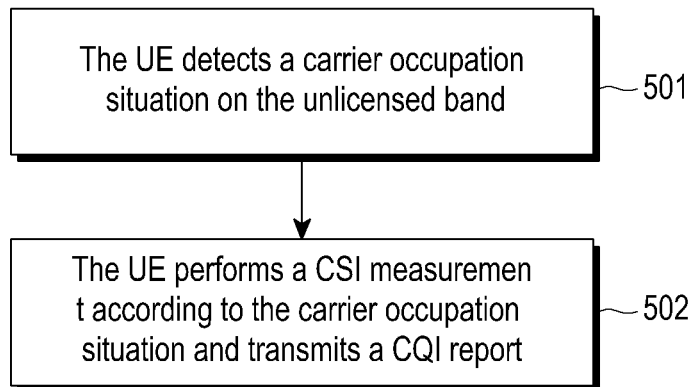 The UE detects a carrier occupation
situation on the unlicensed band
501
The UE performs a CSI measuremen
t according to the carrier occupation
situation and transmits a CQI report
502